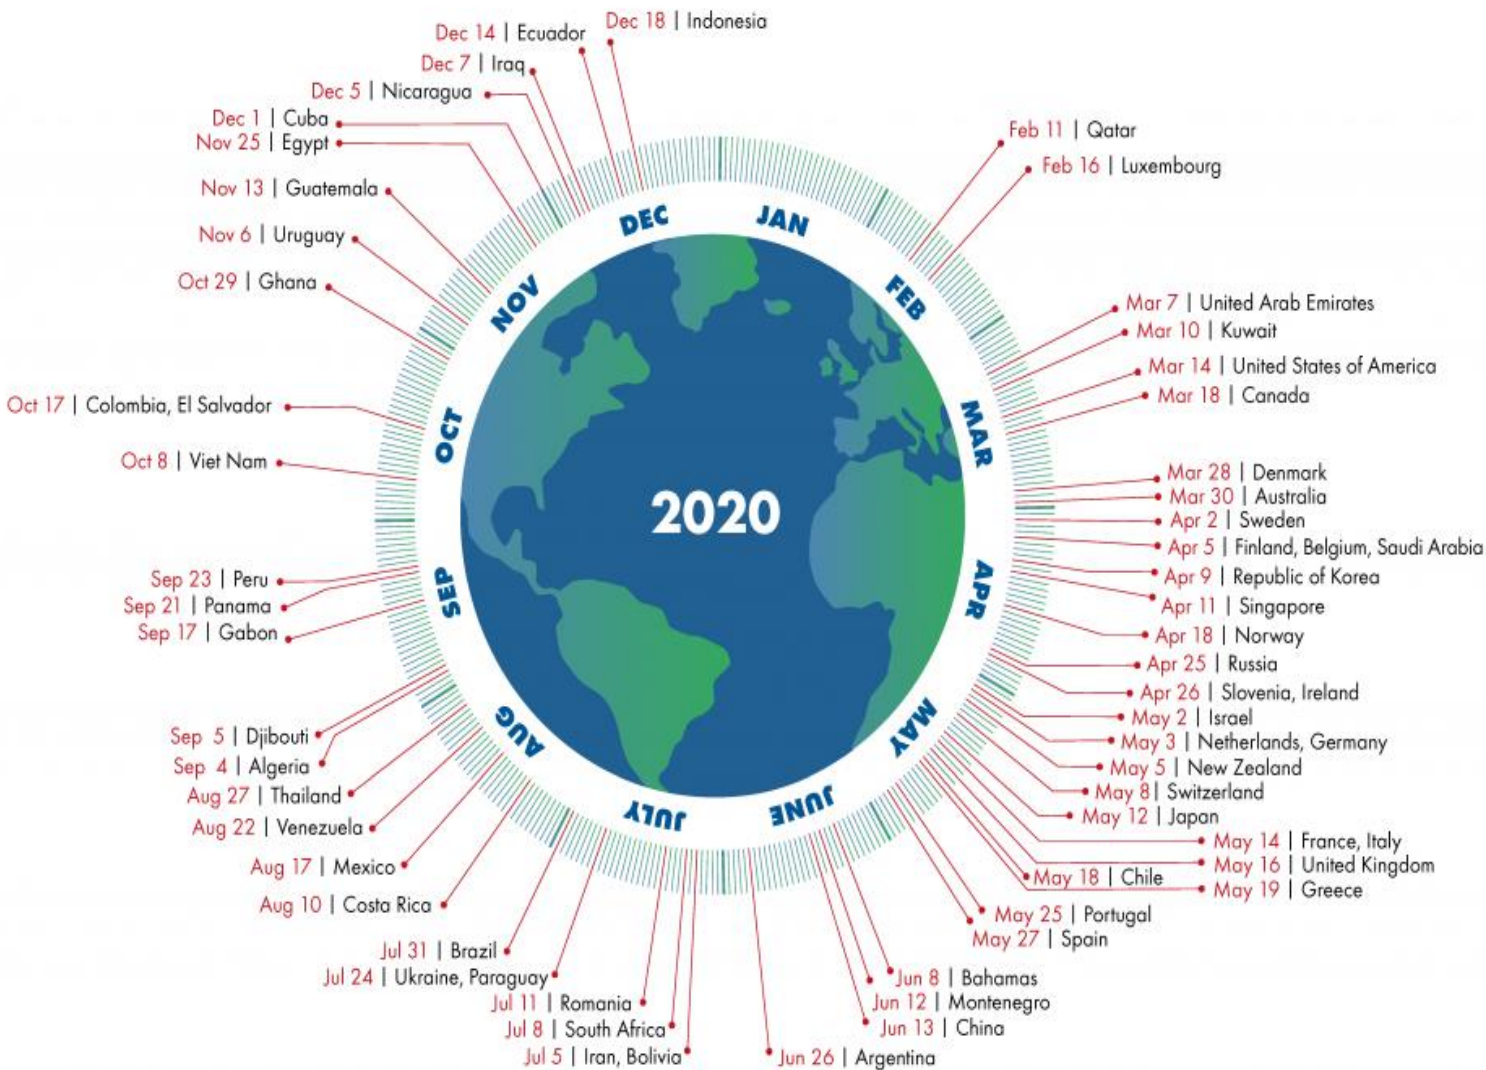 Dec 18 | Indonesia
Dec 14 | Ecuador
Dec 7 | Iraq
Dec 5 | Nicaragua
Dec 1 | Cuba
Nov 25 | Egypt
Nov 13 | Guatemala
Nov 6 | Uruguay
Oct 29 | Ghana
Oct 17 | Colombia, El Salvador
Oct 8 | Viet Nam
Sep 23 | Peru
Sep 21 | Panama
Sep 17 | Gabon
Sep 5 | Djibouti
Sep 4 | Algeria
Aug 27 | Thailand
Aug 22 | Venezuela
Aug 17 | Mexico
Aug 10 | Costa Rica
Jul 31 | Brazil
Jul 24 | Ukraine, Paraguay
Jul 11 | Romania
Jul 8 | South Africa
Jul 5 | Iran, Bolivia
JAN
FEB
MAR
APR
MAY
JUNE
JULY
AUG
SEP
OCT
NOV
DEC
2020
Feb 11 | Qatar
Feb 16 | Luxembourg
Mar 7 | United Arab Emirates
Mar 10 | Kuwait
Mar 14 | United States of America
Mar 18 | Canada
Mar 28 | Denmark
Mar 30 | Australia
Apr 2 | Sweden
Apr 5 | Finland, Belgium, Saudi Arabia
Apr 9 | Republic of Korea
Apr 11 | Singapore
Apr 18 | Norway
Apr 25 | Russia
Apr 26 | Slovenia, Ireland
May 2 | Israel
May 3 | Netherlands, Germany
May 5 | New Zealand
May 8 | Switzerland
May 12 | Japan
May 14 | France, Italy
May 16 | United Kingdom
May 18 | Chile
May 19 | Greece
May 25 | Portugal
May 27 | Spain
Jun 8 | Bahamas
Jun 12 | Montenegro
Jun 13 | China
Jun 26 | Argentina